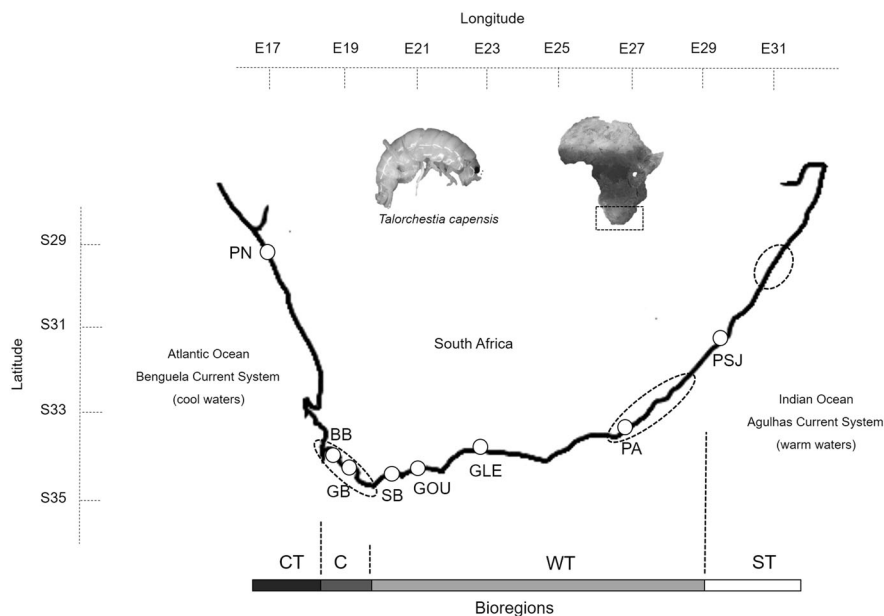 Longitude
E17 E19 E21 E23 E25 E27 E29 E31
Talorchestia capensis
S29
PN
S31
PSJ
Latitude
Atlantic Ocean
Benguela Current System
(cool waters)
South Africa
Indian Ocean
Agulhas Current System
(warm waters)
S33
BB
PA
GLE
GB SB GOU
S35
CT C WT ST
Bioregions